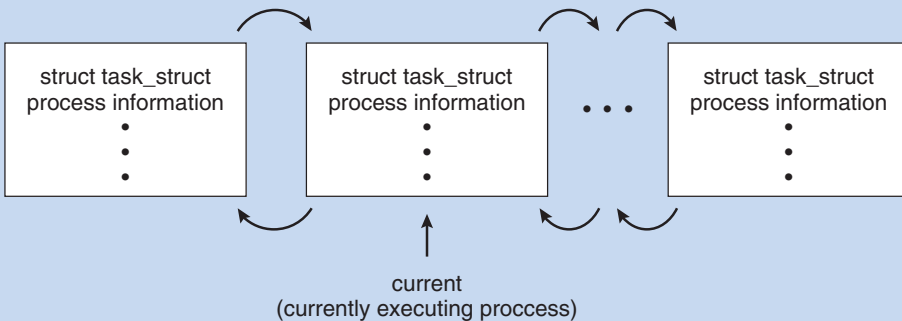 struct task_struct
process information
•
•
•
struct task_struct
process information
•
•
•
• • •
struct task_struct
process information
•
•
•
current
(currently executing proccess)